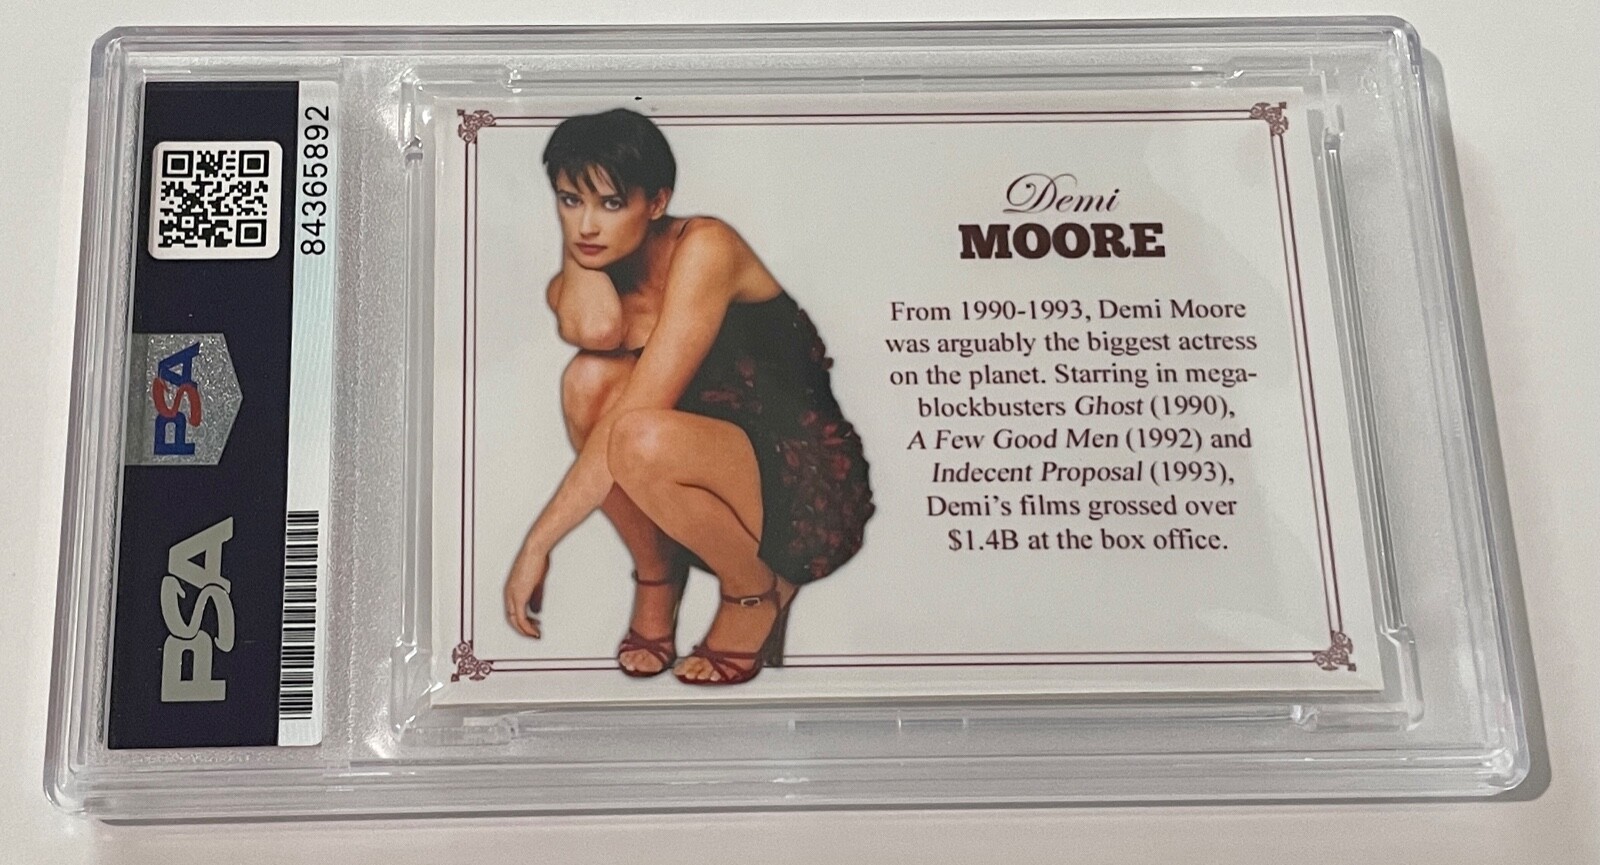 84365892
PSA
PSA
Demi
MOORE
From 1990-1993, Demi Moore
was arguably the biggest actress
on the planet. Starring in mega-
blockbusters Ghost (1990),
A Few Good Men (1992) and
Indecent Proposal (1993),
Demi’s films grossed over
$1.4B at the box office.